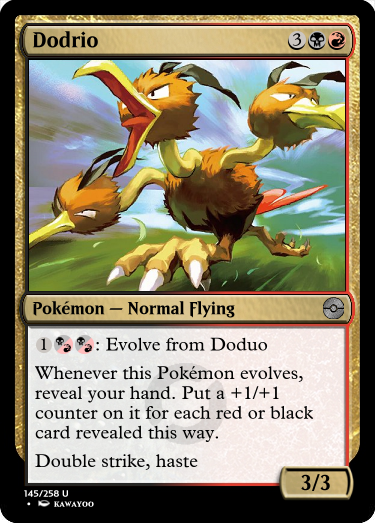 Dodrio 3
Pokémon — Normal Flying
1: Evolve from Doduo
Whenever this Pokémon evolves,
reveal your hand. Put a +1/+1
counter on it for each red or black
card revealed this way.
Double strike, haste
3/3
145/258 U
• KAWAYOO